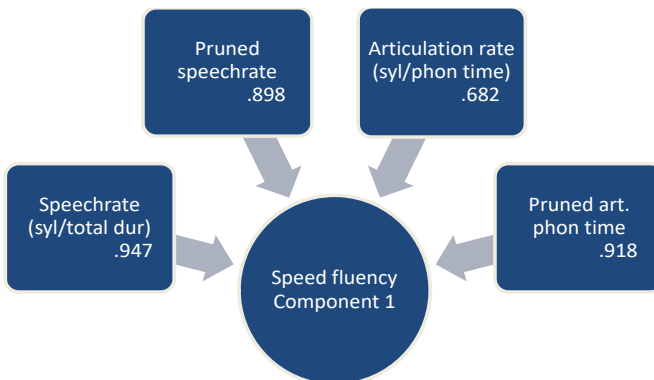 Pruned
speechrate
.898
Articulation rate
(syl/phon time)
.682
Speechrate
(syl/total dur)
.947
Pruned art.
phon time
.918
Speed fluency
Component 1